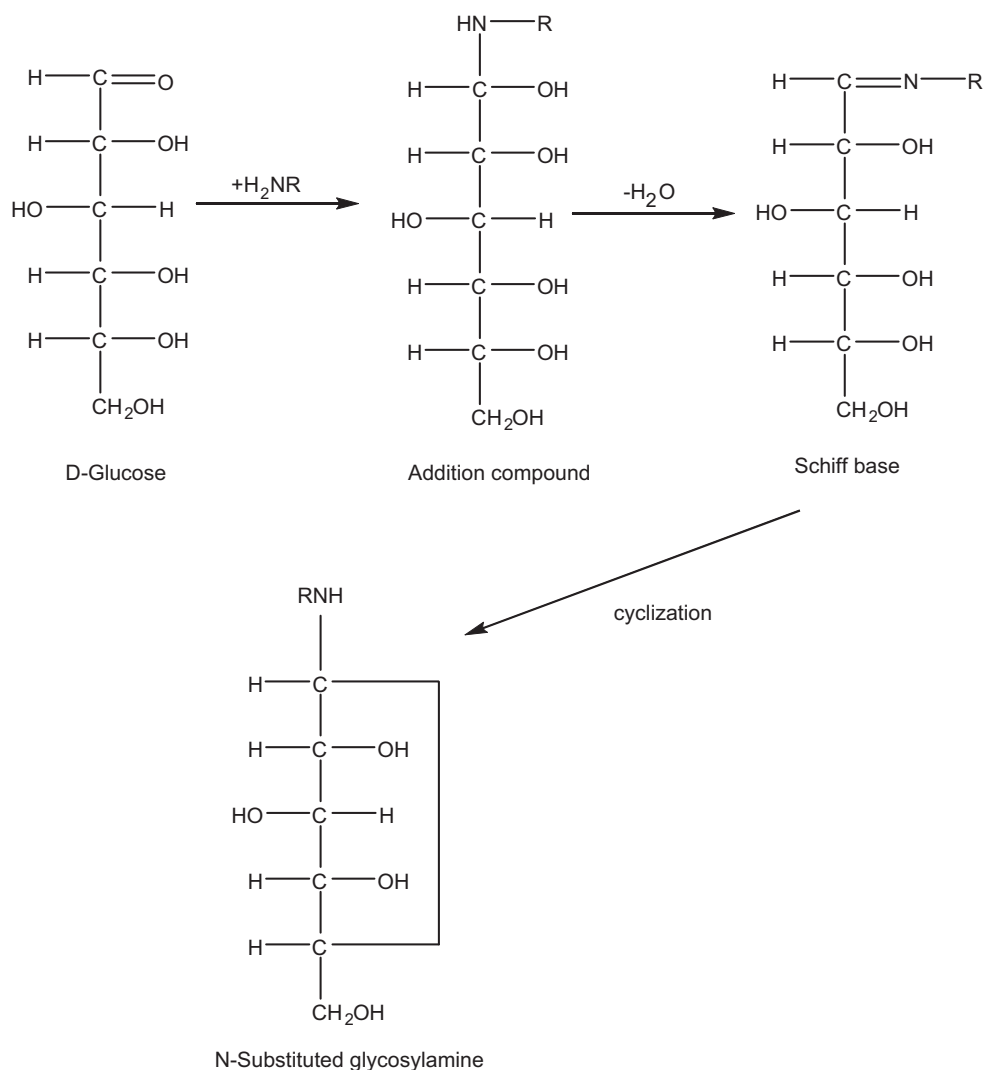 H C O
H C OH
HO C H
H C OH
H C OH
CH2OH
D-Glucose
+H2NR
HN R
H C OH
H C OH
HO C H
H C OH
H C OH
CH2OH
Addition compound
-H2O
H C N R
H C OH
HO C H
H C OH
H C OH
CH2OH
Schiff base
cyclization
RNH
H C
H C OH
HO C H
H C OH
H C
CH2OH
N-Substituted glycosylamine